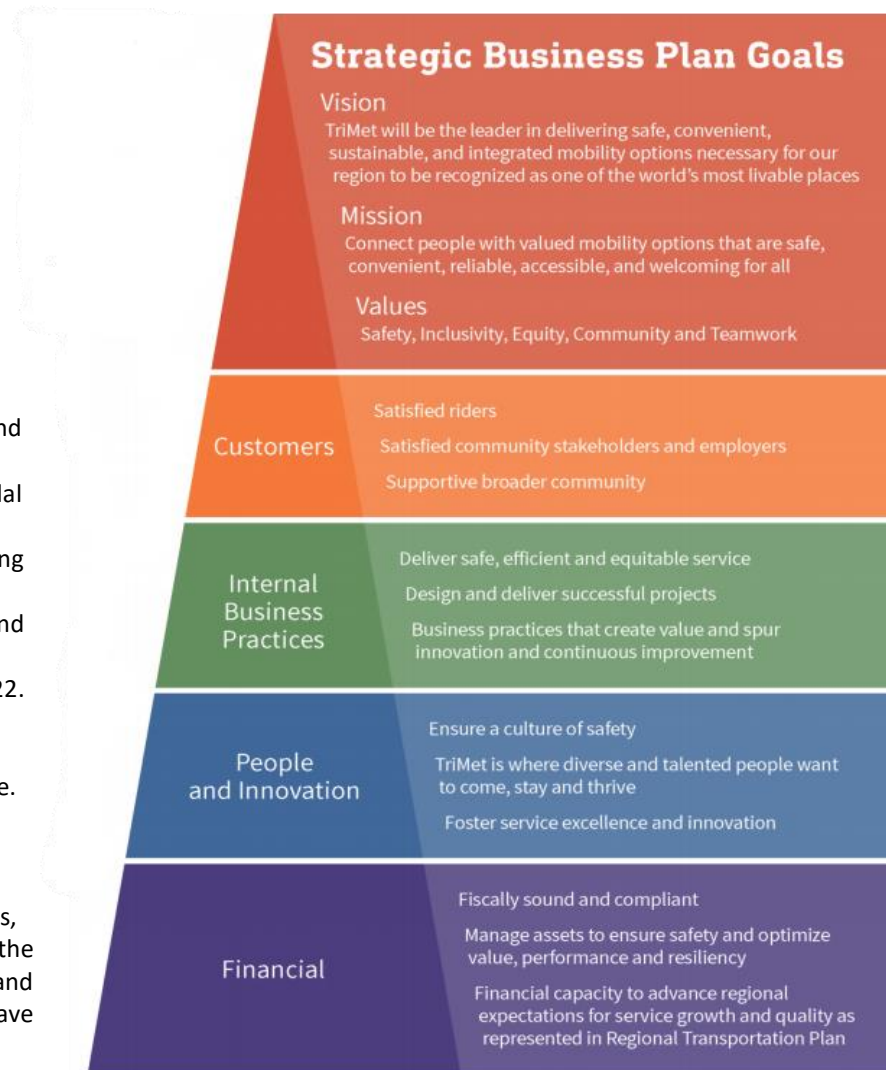 Strategic Business Plan Goals
Vision
TriMet will be the leader in delivering safe, convenient,
sustainable, and integrated mobility options necessary for our
region to be recognized as one of the world's most livable places
Mission
Connect people with valued mobility options that are safe,
convenient, reliable, accessible, and welcoming for all
Values
Safety, Inclusivity, Equity, Community and Teamwork
Customers
Satisfied riders
Satisfied community stakeholders and employers
Supportive broader community
Internal
Business
Practices
Deliver safe, efficient and equitable service
Design and deliver successful projects
Business practices that create value and spur
innovation and continuous improvement
People
and Innovation
Ensure a culture of safety
TriMet is where diverse and talented people want
to come, stay and thrive
Foster service excellence and innovation
Financial
Fiscally sound and compliant
Manage assets to ensure safety and optimize
value, performance and resiliency
Financial capacity to advance regional
expectations for service growth and quality as
represented in Regional Transportation Plan
the